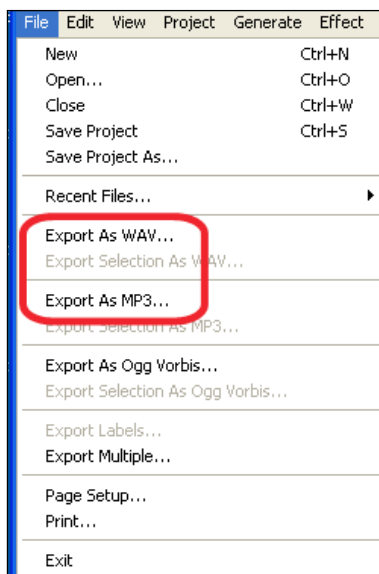 File Edit View Project Generate Effect
New Ctrl+N
Open... Ctrl+O
Close Ctrl+W
Save Project Ctrl+S
Save Project As...
Recent Files...
Export As WAV...
Export Selection As WAV...
Export As MP3...
Export Selection As MP3...
Export As Ogg Vorbis...
Export Selection As Ogg Vorbis...
Export Labels...
Export Multiple...
Page Setup...
Print...
Exit